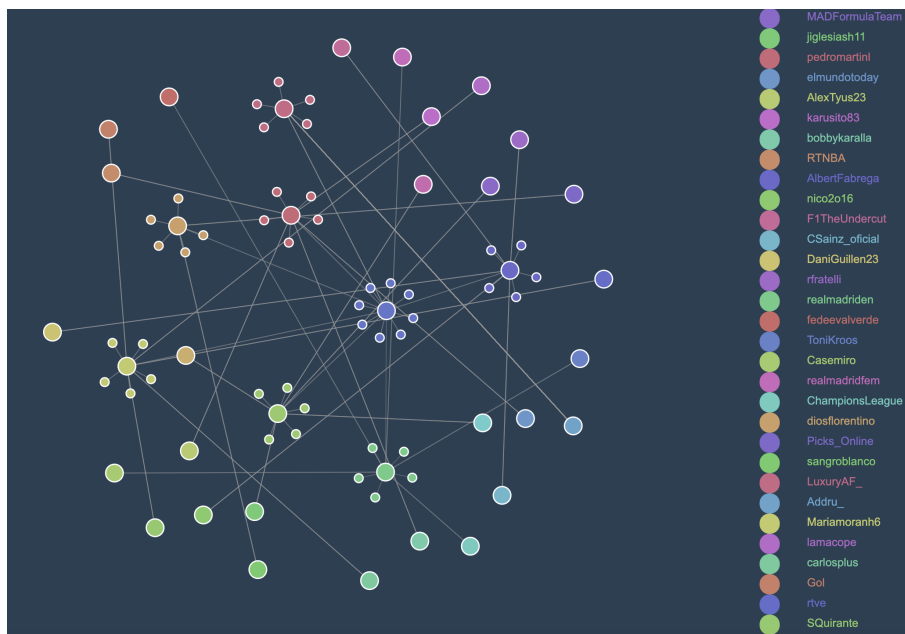 MADFormulaTeam
jiglesiash11
pedromartinl
elmundotoday
AlexTyus23
karusito83
bobbykaralla
RTNBA
AlbertFabrega
nico2o16
F1TheUndercut
CSainz_oficial
DaniGuillen23
rfratelli
realmadriden
fedeevalverde
ToniKroos
Casemiro
realmadridfem
ChampionsLeague
diosflorentino
Picks_Online
sangroblanco
LuxuryAF_
Addru_
Mariamoranh6
lamacope
carlosplus
Gol
rtve
SQuirante